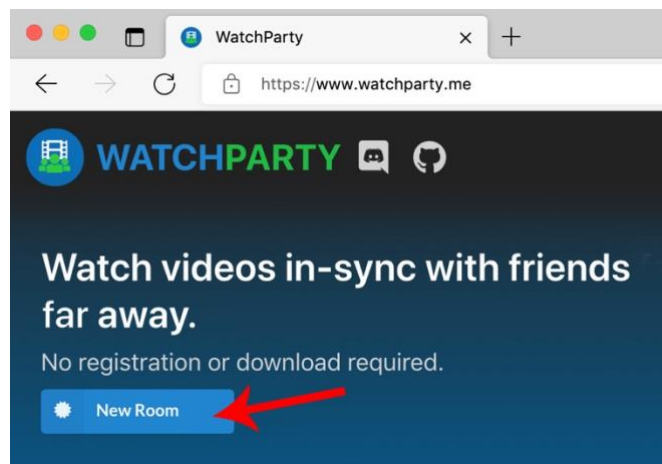 WatchParty
https://www.watchparty.me
WATCHPARTY
Watch videos in-sync with friends
far away.
No registration or download required.
New Room